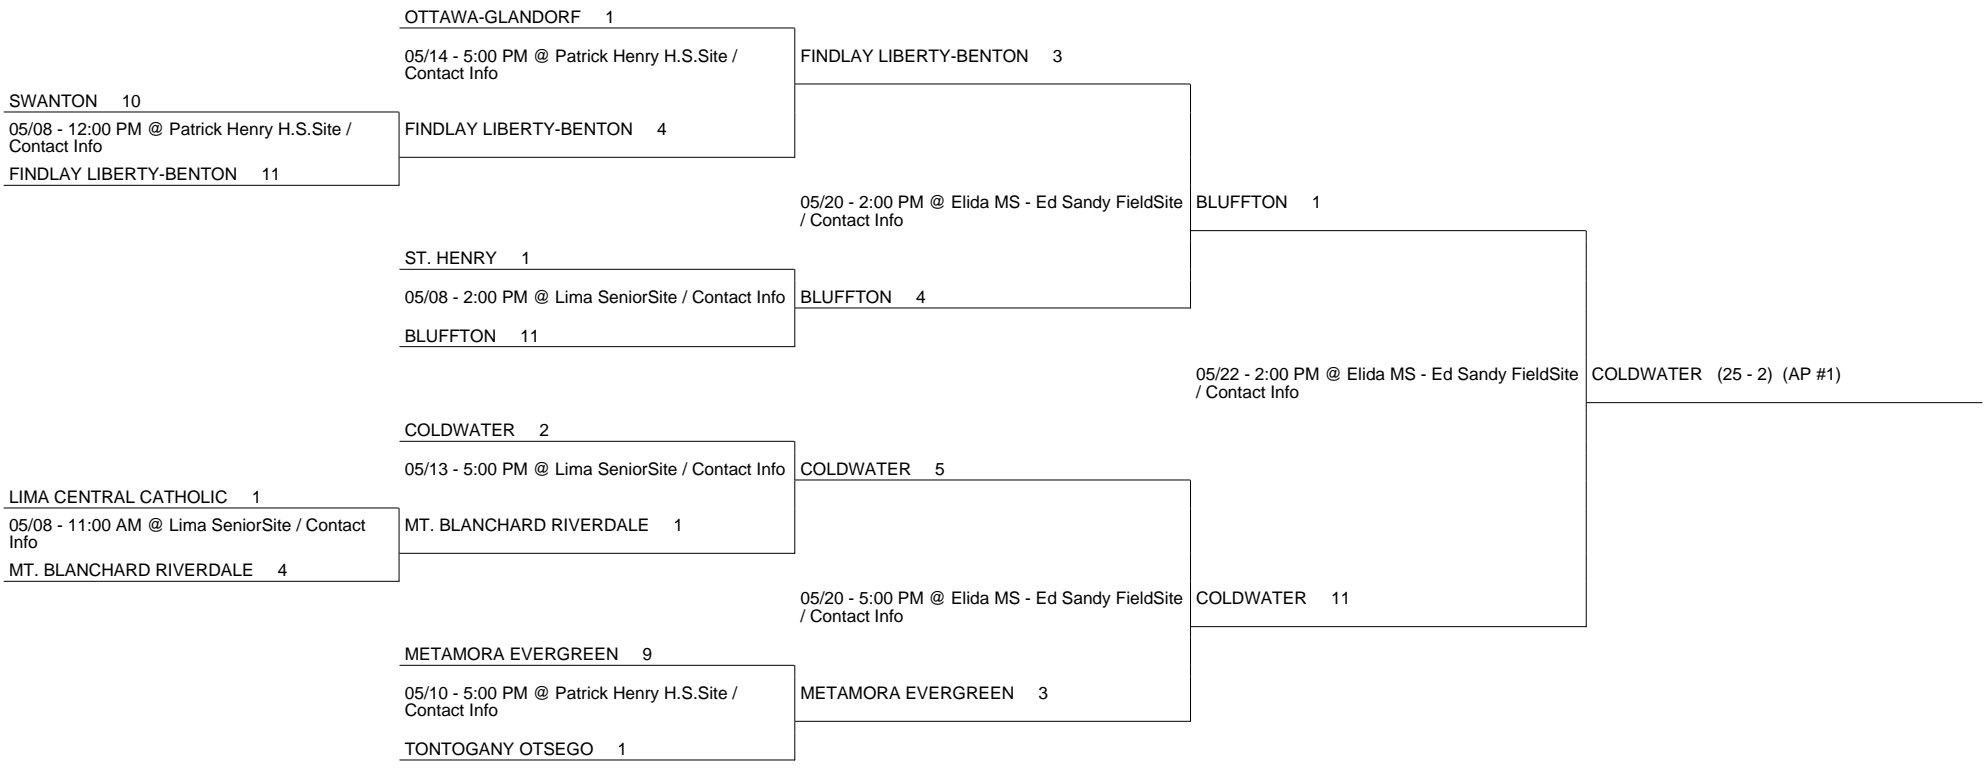 OTTAWA-GLANDORF 1
05/14 - 5:00 PM @ Patrick Henry H.S.Site /
Contact Info
FINDLAY LIBERTY-BENTON 3
SWANTON 10
05/08 - 12:00 PM @ Patrick Henry H.S.Site /
Contact Info
FINDLAY LIBERTY-BENTON 11
FINDLAY LIBERTY-BENTON 4
05/20 - 2:00 PM @ Elida MS - Ed Sandy FieldSite
/ Contact Info
BLUFFTON 1
ST. HENRY 1
05/08 - 2:00 PM @ Lima SeniorSite / Contact Info
BLUFFTON 11
BLUFFTON 4
05/22 - 2:00 PM @ Elida MS - Ed Sandy FieldSite
/ Contact Info
COLDWATER (25 - 2) (AP #1)
COLDWATER 2
05/13 - 5:00 PM @ Lima SeniorSite / Contact Info
COLDWATER 5
LIMA CENTRAL CATHOLIC 1
05/08 - 11:00 AM @ Lima SeniorSite / Contact
Info
MT. BLANCHARD RIVERDALE 4
MT. BLANCHARD RIVERDALE 1
05/20 - 5:00 PM @ Elida MS - Ed Sandy FieldSite
/ Contact Info
COLDWATER 11
METAMORA EVERGREEN 9
05/10 - 5:00 PM @ Patrick Henry H.S.Site /
Contact Info
METAMORA EVERGREEN 3
TONTOGANY OTSEGO 1